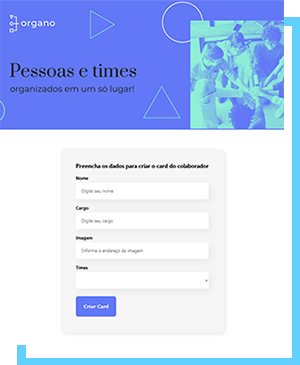 organo
Pessoas e times
organizados em um só lugar!
Preencha os dados para criar o card do colaborador
Nome
Digite seu nome
Cargo
Digite seu cargo
Imagem
Informe o endereço da imagem
Times
Criar Card